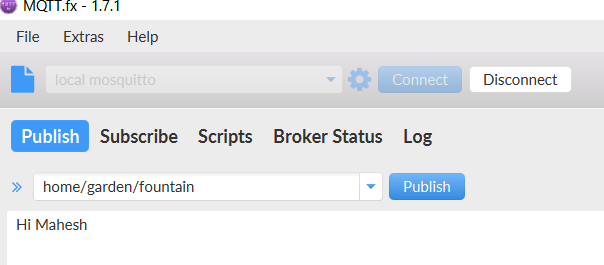 MQTT.fx - 1.7.1
File Extras Help
local mosquitto Connect Disconnect
Publish Subscribe Scripts Broker Status Log
home/garden/fountain Publish
Hi Mahesh